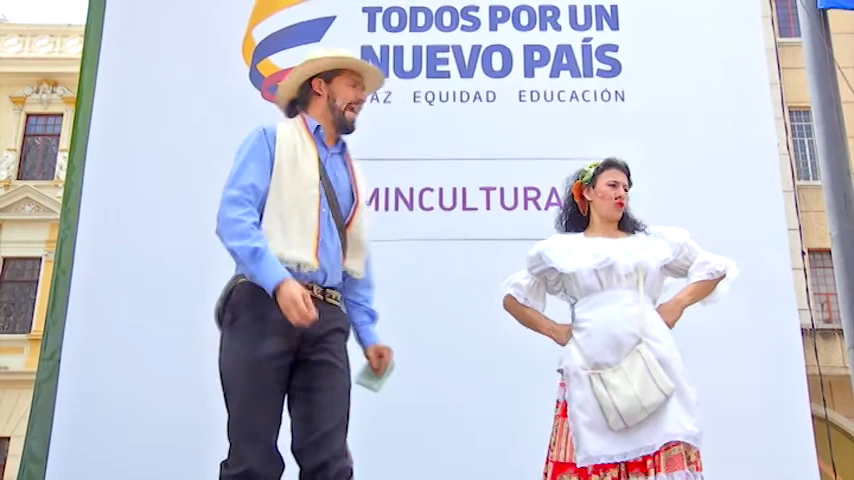 TODOS POR UN
NUEVO PAÍS
AZ EQUIDAD EDUCACIÓN
MINCULTURA